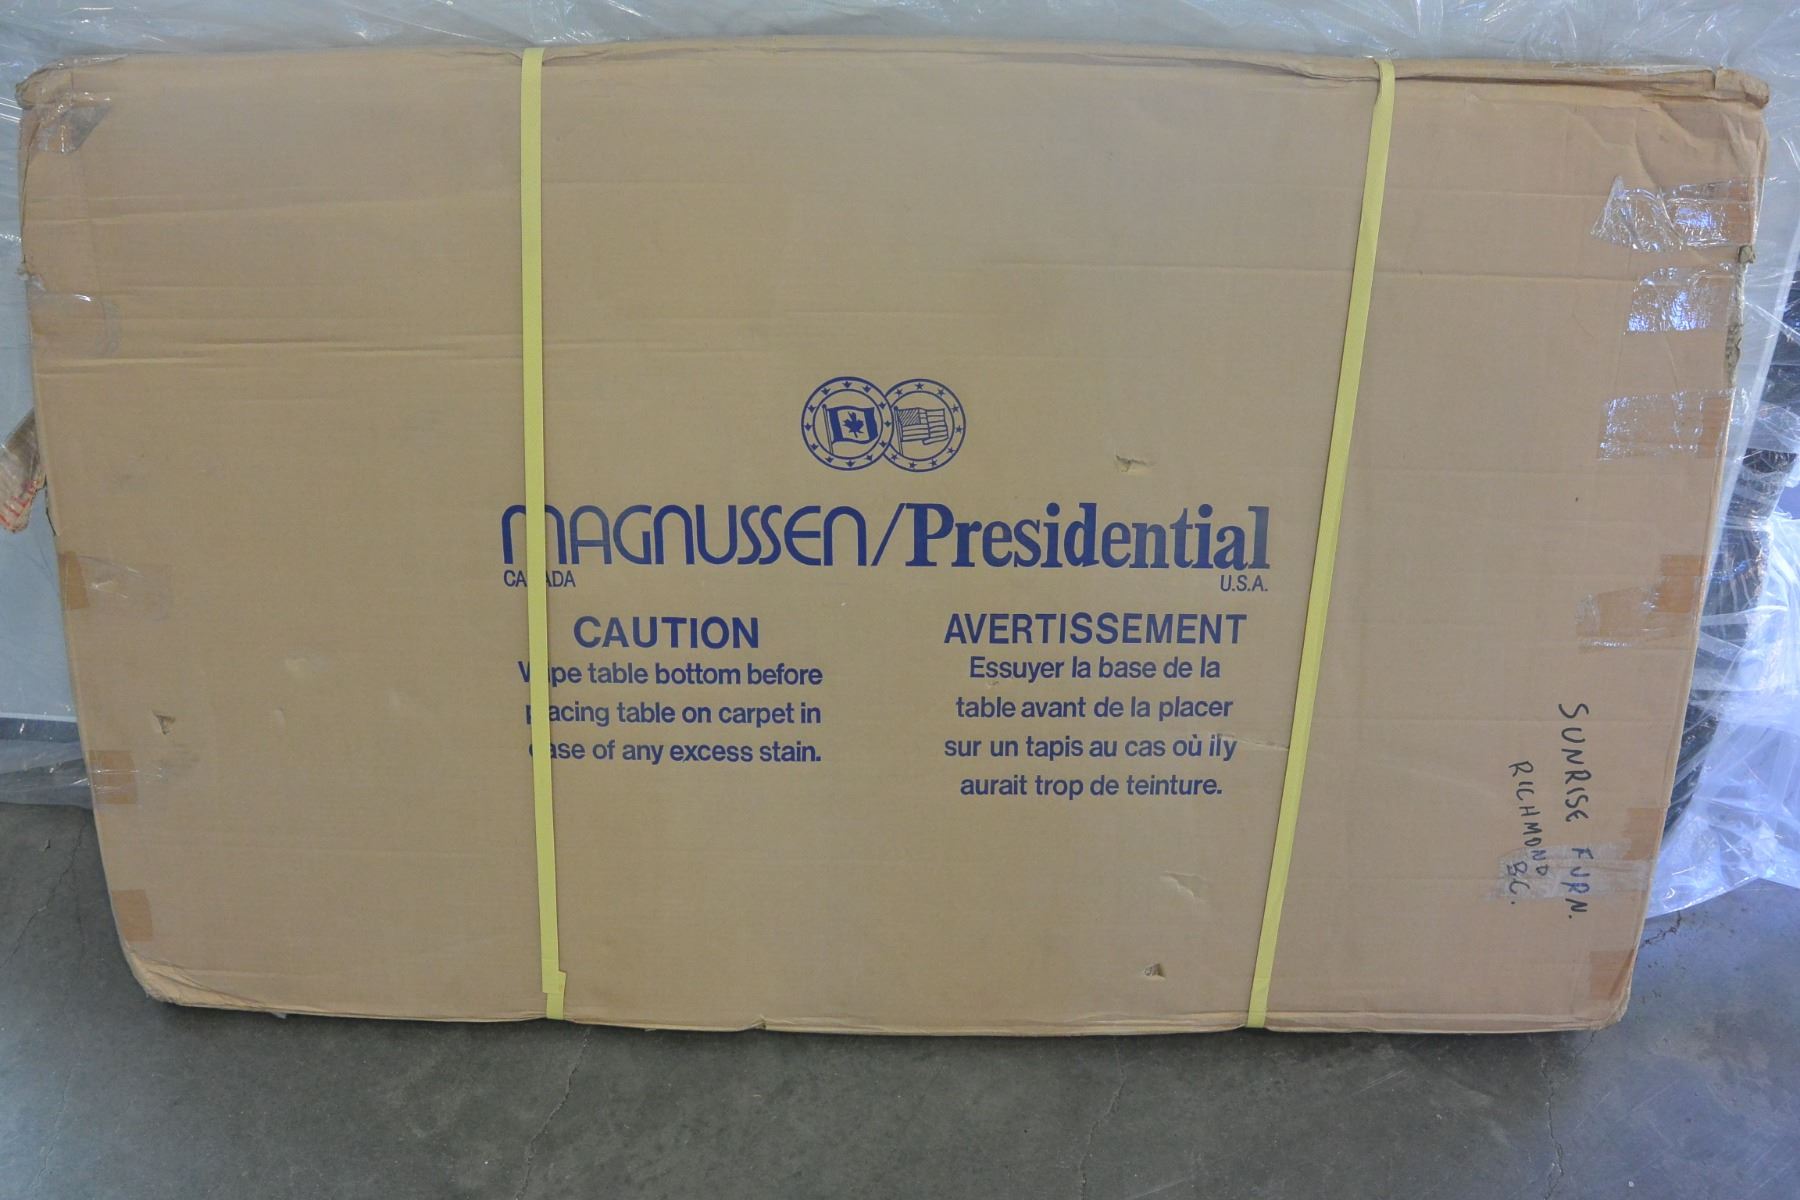 MAGNUSSEN/Presidential
CANADA U.S.A.
CAUTION
Wipe table bottom before
placing table on carpet in
case of any excess stain.
AVERTISSEMENT
Essuyer la base de la
table avant de la placer
sur un tapis au cas où ily
aurait trop de teinture.
SUNRISE FURN.
RICHMOND BC.